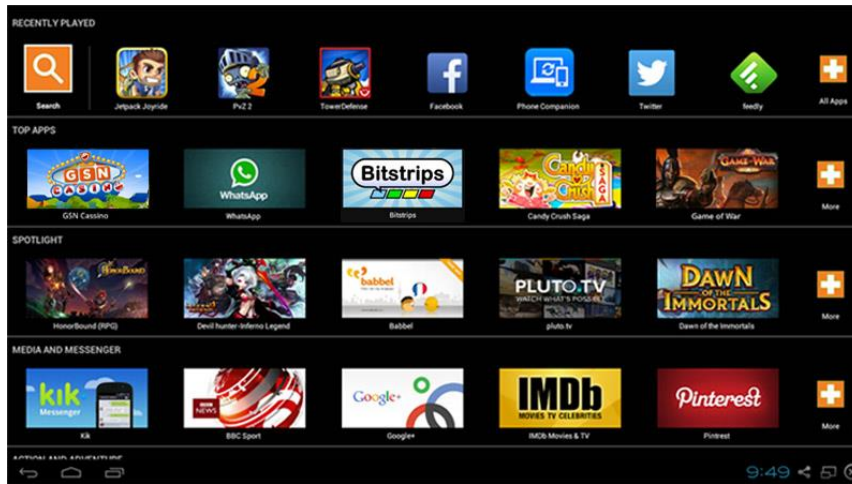 RECENTLY PLAYED
Search
Jetpack Joyride
PvZ 2
TowerDefense
Facebook
Phone Companion
Twitter
feedly
All Apps
TOP APPS
GSN
CASINO
WhatsApp
Bitstrips
Candy
Crush
SAGA
GAME OF WAR
GSN Cassino
WhatsApp
Bitstrips
Candy Crush Saga
Game of War
More
SPOTLIGHT
HONORBOUND
babbel
PLUTO.TV
WATCH WHAT'S POSSIBLE
DAWN
OF THE
IMMORTALS
HonorBound (RPG)
Devil hunter-Inferno Legend
Babbel
pluto.tv
Dawn of the Immortals
More
MEDIA AND MESSENGER
kik
Messenger
BBC
NEWS
Google+
IMDb
MOVIES TV CELEBRITIES
Pinterest
Kik
BBC Sport
Google+
IMDb Movies & TV
Pintrest
More
ACTION AND ADVENTURE
9:49